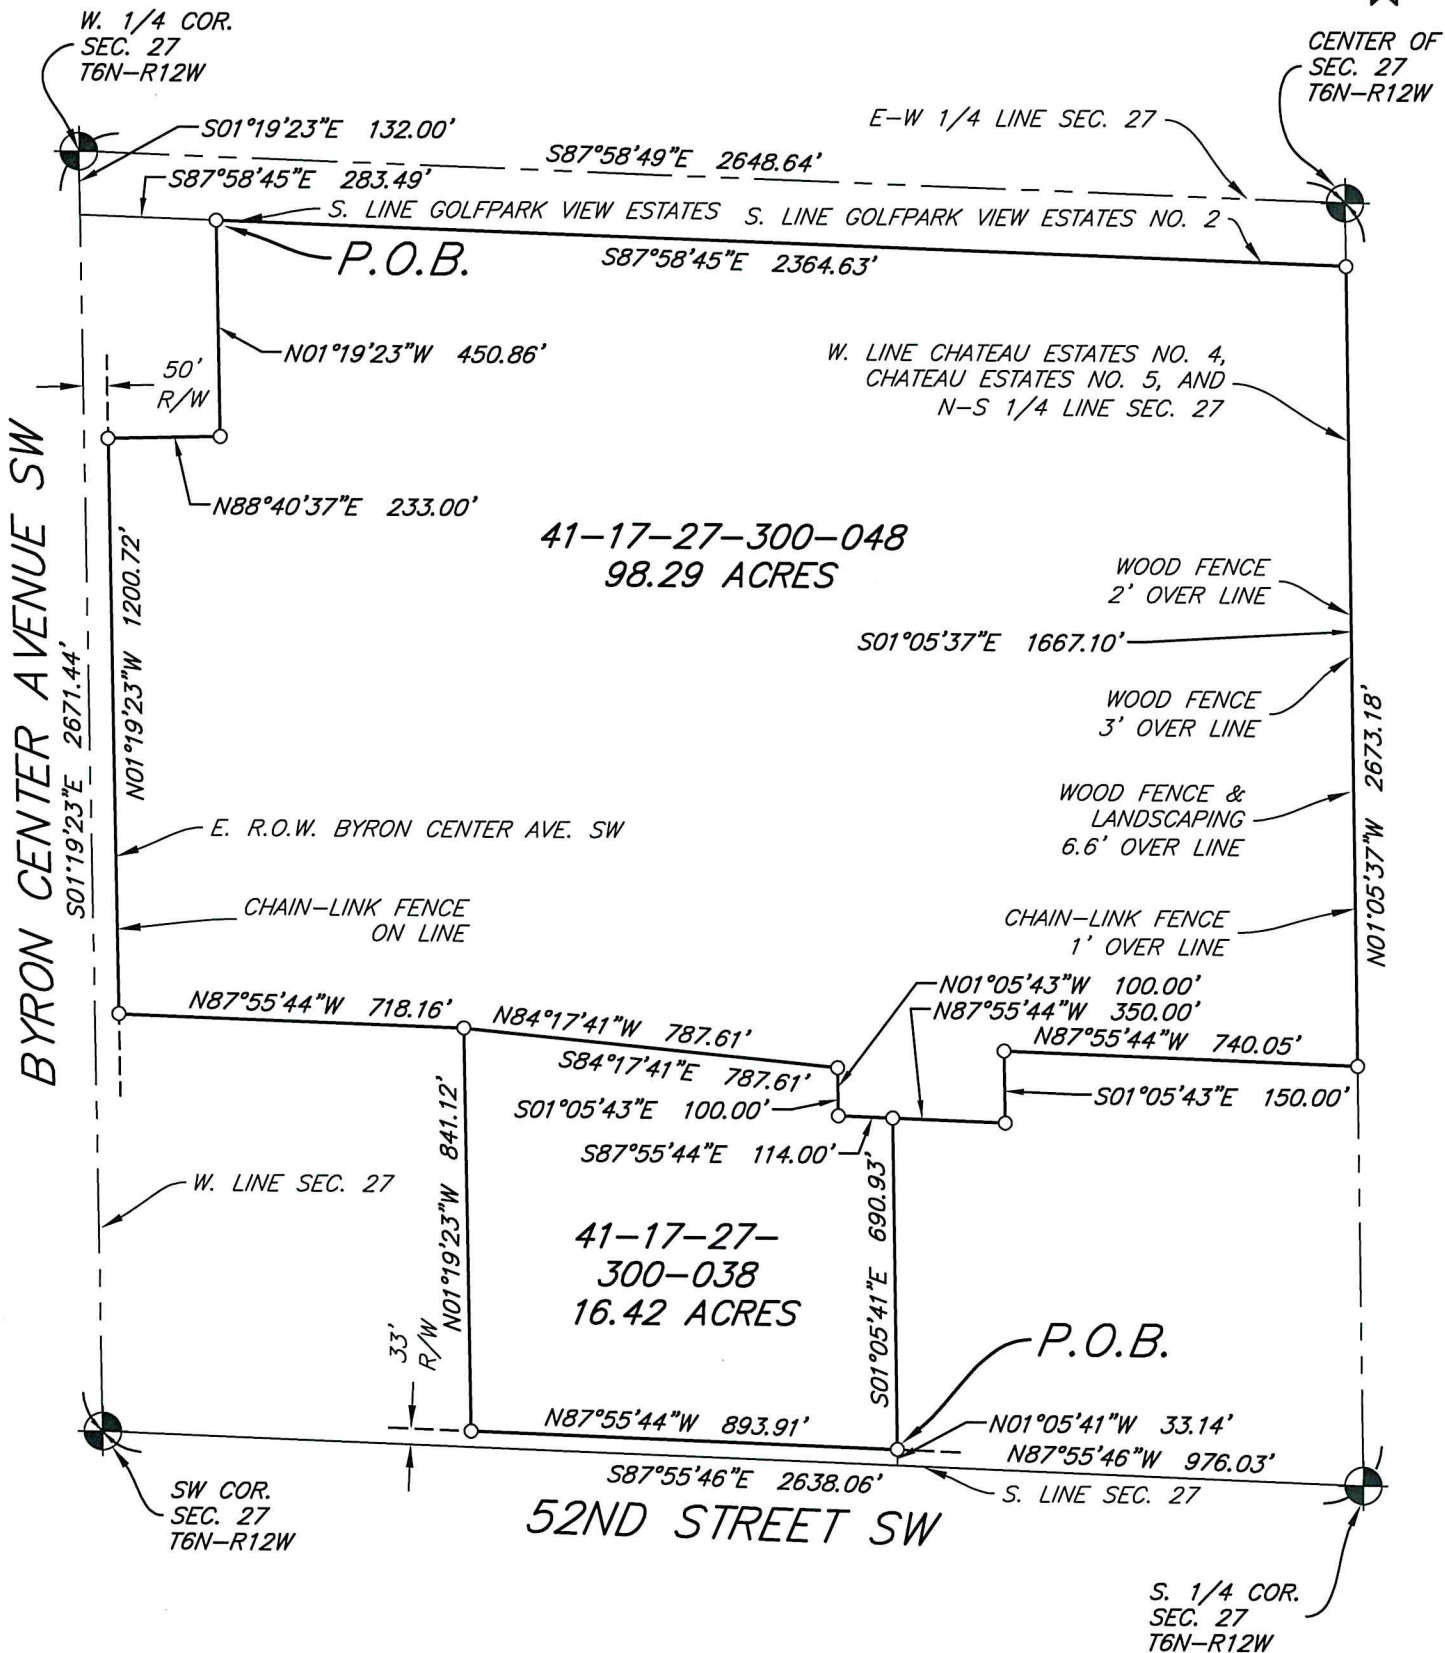 W. 1/4 COR.
SEC. 27
T6N-R12W
CENTER OF
SEC. 27
T6N-R12W
S01°19'23"E 132.00'
E-W 1/4 LINE SEC. 27
S87°58'49"E 2648.64'
S87°58'45"E 283.49'
S. LINE GOLFPARK VIEW ESTATES
S. LINE GOLFPARK VIEW ESTATES NO. 2
P.O.B.
S87°58'45"E 2364.63'
N01°19'23"W 450.86'
50'
R/W
W. LINE CHATEAU ESTATES NO. 4,
CHATEAU ESTATES NO. 5, AND
N-S 1/4 LINE SEC. 27
N88°40'37"E 233.00'
41-17-27-300-048
98.29 ACRES
BYRON CENTER AVENUE SW
S01°19'23"E 2671.44'
N01°19'23"W 1200.72'
WOOD FENCE
2' OVER LINE
S01°05'37"E 1667.10'
WOOD FENCE
3' OVER LINE
N01°05'37"W 2673.18'
WOOD FENCE &
LANDSCAPING
6.6' OVER LINE
E. R.O.W. BYRON CENTER AVE. SW
CHAIN-LINK FENCE
ON LINE
CHAIN-LINK FENCE
1' OVER LINE
N01°05'43"W 100.00'
N87°55'44"W 350.00'
N87°55'44"W 718.16'
N84°17'41"W 787.61'
N87°55'44"W 740.05'
S84°17'41"E 787.61'
S01°05'43"E 100.00'
S01°05'43"E 150.00'
S87°55'44"E 114.00'
N01°19'23"W 841.12'
W. LINE SEC. 27
S01°05'41"E 690.93'
41-17-27-
300-038
16.42 ACRES
33'
R/W
P.O.B.
N87°55'44"W 893.91'
N01°05'41"W 33.14'
N87°55'46"W 976.03'
S87°55'46"E 2638.06'
S. LINE SEC. 27
SW COR.
SEC. 27
T6N-R12W
52ND STREET SW
S. 1/4 COR.
SEC. 27
T6N-R12W